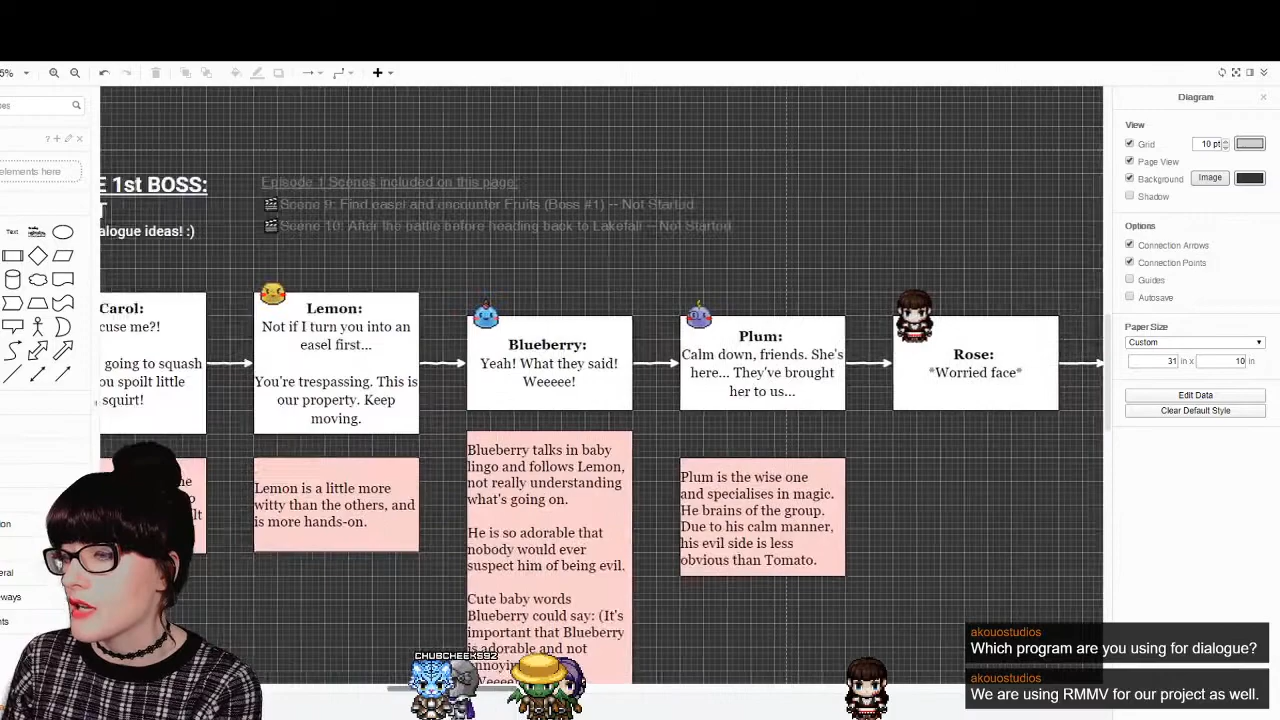 5%
Diagram
View
Grid
10 pt
Page View
Background
Image
Shadow
Options
Connection Arrows
Connection Points
Guides
Autosave
Paper Size
Custom
31 in x 10 in
Edit Data
Clear Default Style
elements here
Text
E 1st BOSS:
T
alogue ideas! :)
Episode 1 Scenes included on this page:
Scene 9: Find easel and encounter Fruits (Boss #1) -- Not Started
Scene 10: After the battle before heading back to Lakefall -- Not Started
Carol:
cuse me?!
going to squash
ou spoilt little
squirt!
Lemon:
Not if I turn you into an
easel first...
You're trespassing. This is
our property. Keep
moving.
Blueberry:
Yeah! What they said!
Weeeee!
Plum:
Calm down, friends. She's
here... They've brought
her to us...
Rose:
*Worried face*
Lemon is a little more
witty than the others, and
is more hands-on.
Blueberry talks in baby
lingo and follows Lemon,
not really understanding
what's going on.
He is so adorable that
nobody would ever
suspect him of being evil.
Cute baby words
Blueberry could say: (It's
important that Blueberry
is adorable and not
Plum is the wise one
and specialises in magic.
He brains of the group.
Due to his calm manner,
his evil side is less
obvious than Tomato.
CHUBCHEEKS92
akouostudios
Which program are you using for dialogue?
akouostudios
We are using RMMV for our project as well.